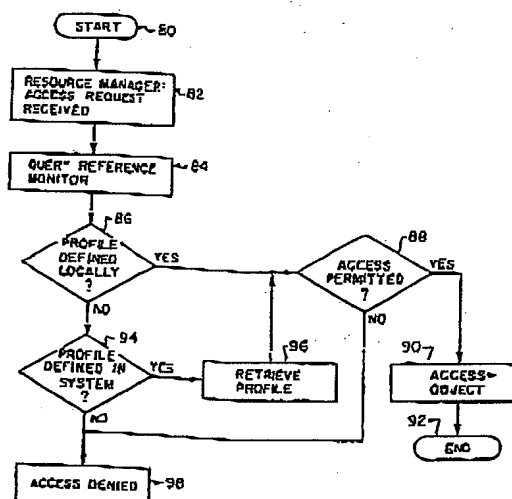 START
80
RESOURCE MANAGER:
ACCESS REQUEST
RECEIVED
82
QUERY REFERENCE
MONITOR
84
86
PROFILE
DEFINED
LOCALLY
?
YES
NO
88
ACCESS
PERMITTED
?
YES
NO
94
PROFILE
DEFINED IN
SYSTEM
?
YES
NO
96
RETRIEVE
PROFILE
90
ACCESS
OBJECT
92
END
ACCESS DENIED
98